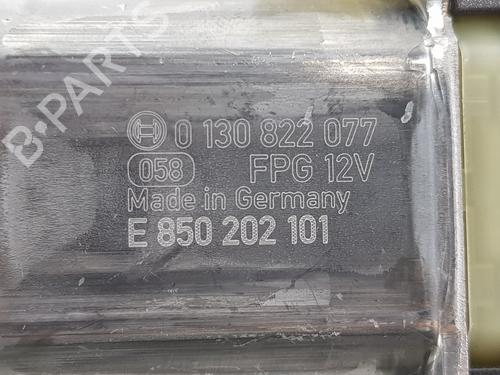 B-PARTS
0 130 822 077
058 FPG 12V
Made in Germany
E 850 202 101